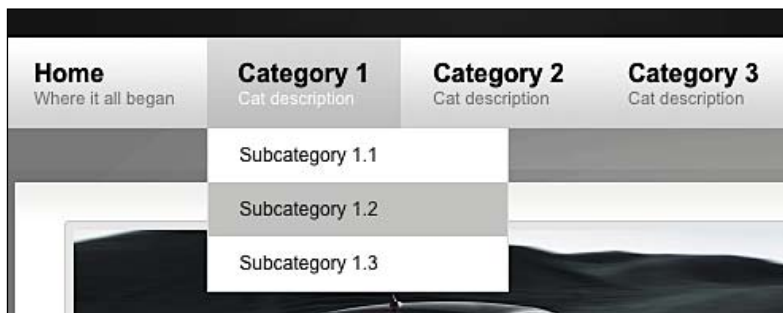 Home
Where it all began
Category 1
Cat description
Category 2
Cat description
Category 3
Cat description
Subcategory 1.1
Subcategory 1.2
Subcategory 1.3